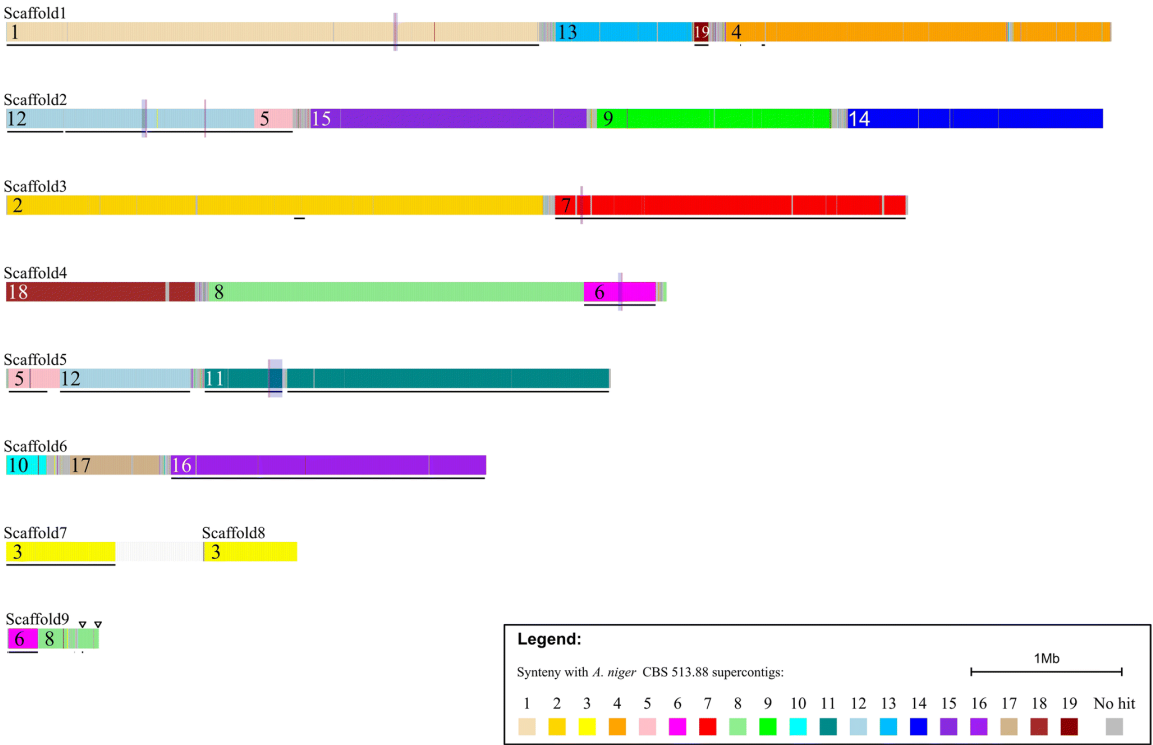 Scaffold1
1 13 19 4
Scaffold2
12 5 15 9 14
Scaffold3
2 7
Scaffold4
18 8 6
Scaffold5
5 12 11
Scaffold6
10 17 16
Scaffold7 Scaffold8
3 3
Scaffold9
6 8
Legend:
1Mb
Synteny with A. niger CBS 513.88 supercontigs:
1 2 3 4 5 6 7 8 9 10 11 12 13 14 15 16 17 18 19 No hit